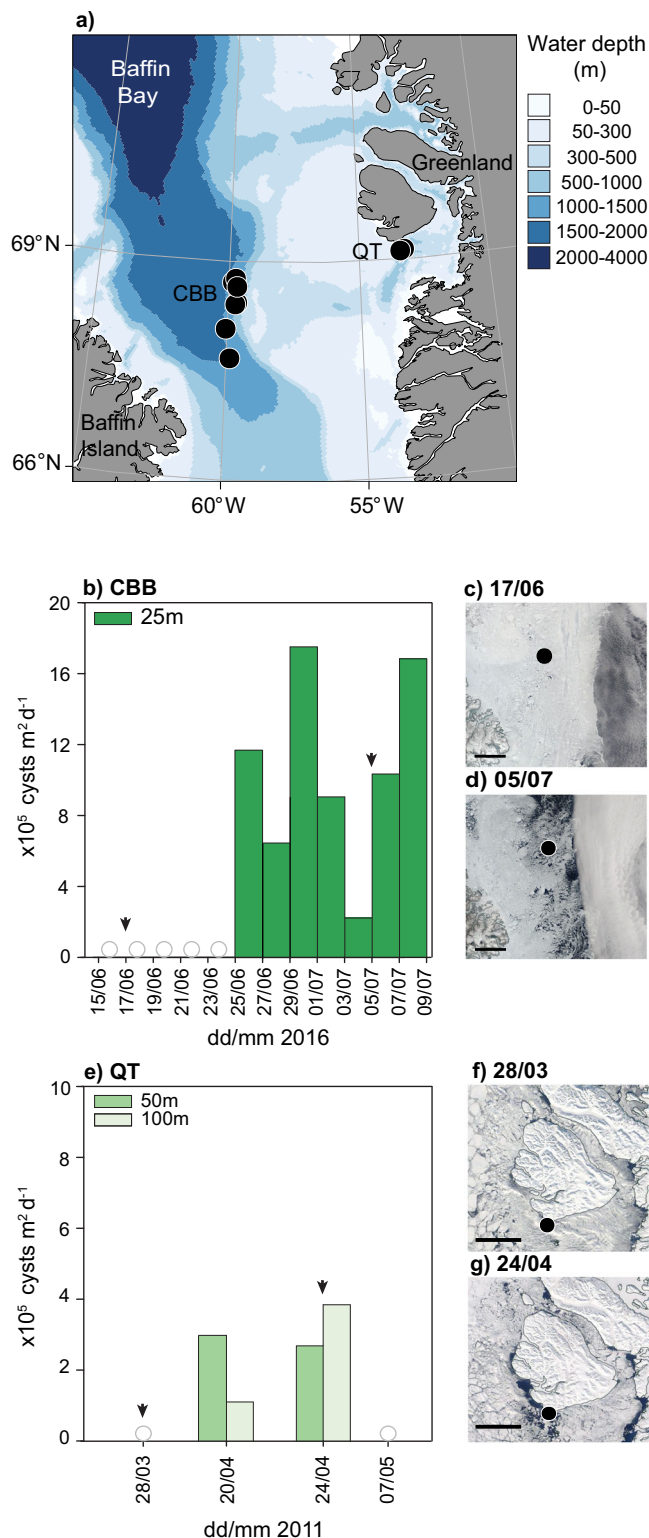 a)
Baffin
Bay
Greenland
69°N
QT
CBB
Baffin
Island
66°N
60°W
55°W
Water depth
(m)
0-50
50-300
300-500
500-1000
1000-1500
1500-2000
2000-4000
b) CBB
20
16
12
8
4
0
25m
x10⁵ cysts m² d⁻¹
15/06
17/06
19/06
21/06
23/06
25/06
27/06
29/06
01/07
03/07
05/07
07/07
09/07
dd/mm 2016
c) 17/06
d) 05/07
e) QT
10
8
6
4
2
0
50m
100m
x10⁵ cysts m² d⁻¹
28/03
20/04
24/04
07/05
dd/mm 2011
f) 28/03
g) 24/04